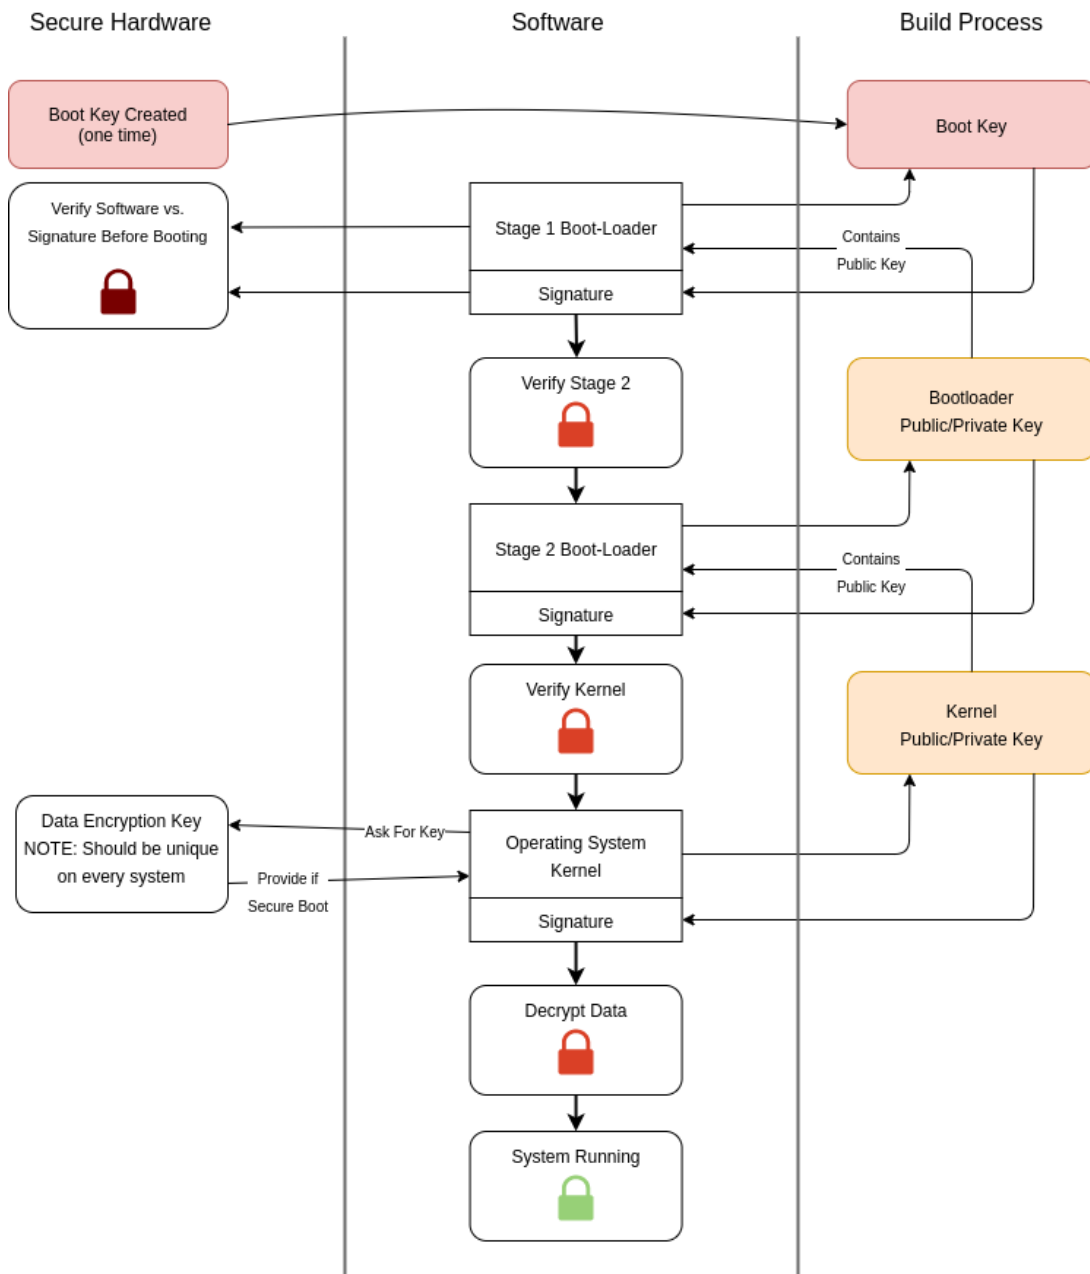 Secure Hardware
Software
Build Process
Boot Key Created
(one time)
Boot Key
Verify Software vs.
Signature Before Booting
Stage 1 Boot-Loader
Signature
Contains
Public Key
Verify Stage 2
Bootloader
Public/Private Key
Stage 2 Boot-Loader
Signature
Contains
Public Key
Verify Kernel
Kernel
Public/Private Key
Data Encryption Key
NOTE: Should be unique
on every system
Ask For Key
Provide if
Secure Boot
Operating System
Kernel
Signature
Decrypt Data
System Running